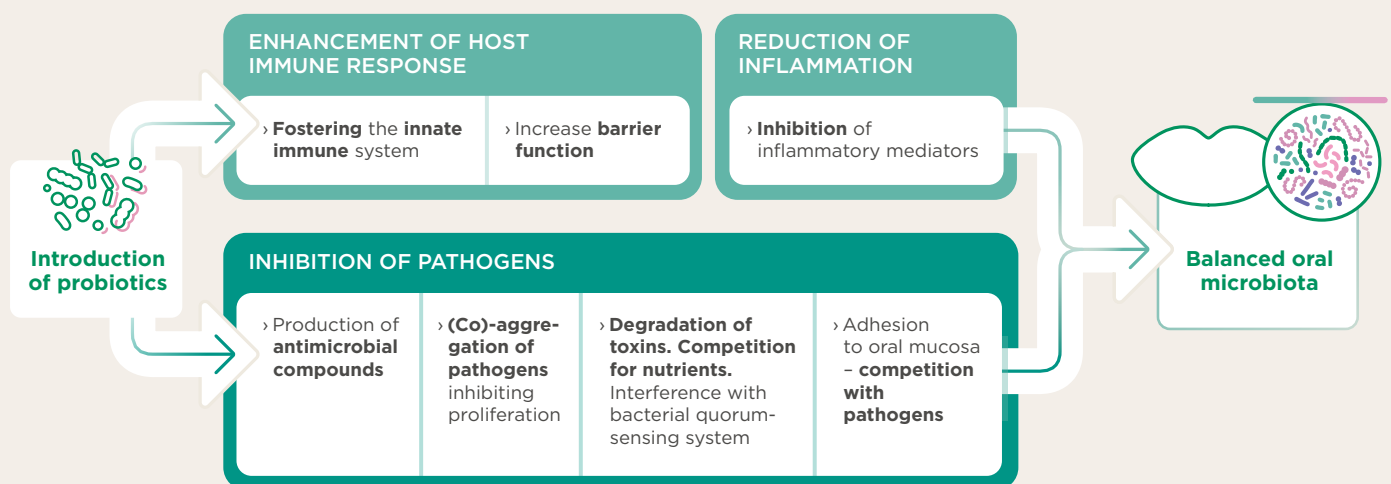 ENHANCEMENT OF HOST
IMMUNE RESPONSE
› Fostering the innate
immune system
› Increase barrier
function
REDUCTION OF
INFLAMMATION
› Inhibition of
inflammatory mediators
Introduction
of probiotics
INHIBITION OF PATHOGENS
› Production of
antimicrobial
compounds
› (Co)-aggre-
gation of
pathogens
inhibiting
proliferation
› Degradation of
toxins. Competition
for nutrients.
Interference with
bacterial quorum-
sensing system
› Adhesion
to oral mucosa
– competition
with
pathogens
Balanced oral
microbiota